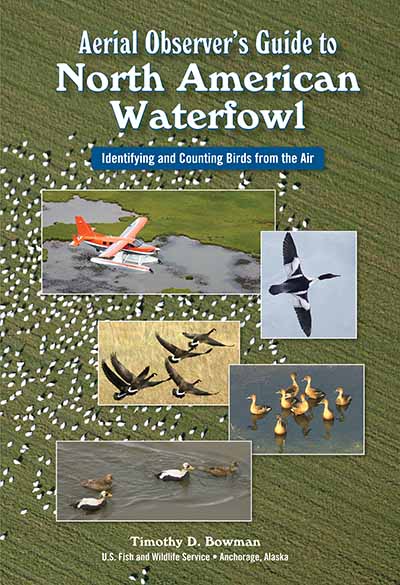 Aerial Observer's Guide to
North American
Waterfowl
Identifying and Counting Birds from the Air
Timothy D. Bowman
U.S. Fish and Wildlife Service • Anchorage, Alaska